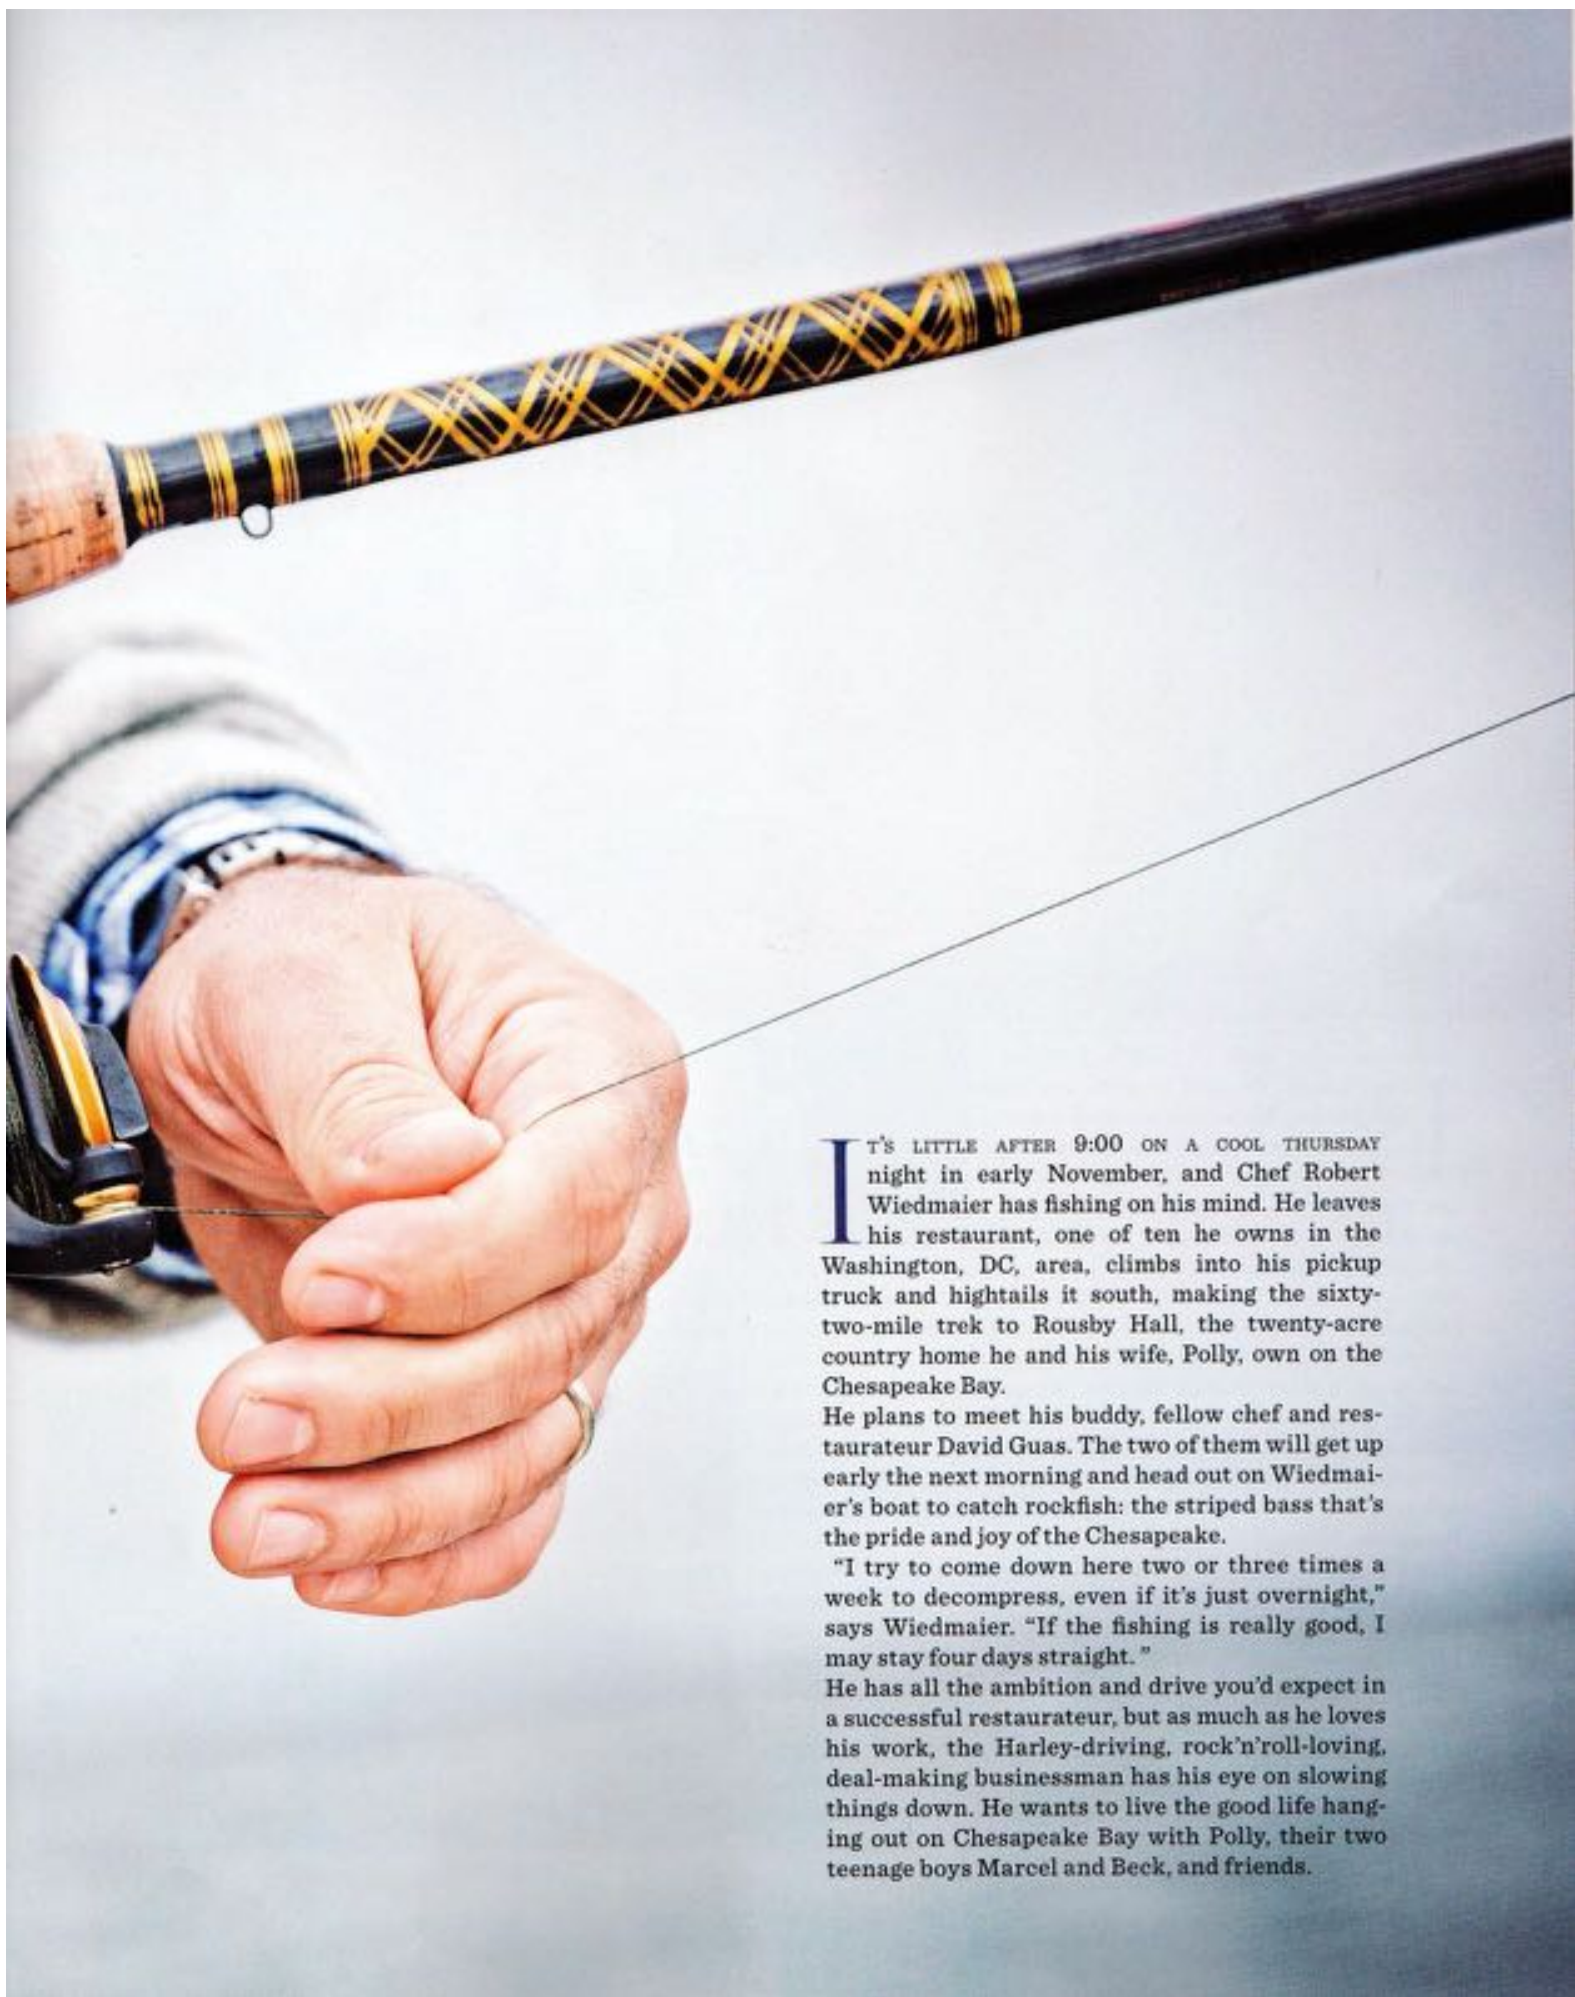 IT'S LITTLE AFTER 9:00 ON A COOL THURSDAY
night in early November, and Chef Robert
Wiedmaier has fishing on his mind. He leaves
his restaurant, one of ten he owns in the
Washington, DC, area, climbs into his pickup
truck and hightails it south, making the sixty-
two-mile trek to Rousby Hall, the twenty-acre
country home he and his wife, Polly, own on the
Chesapeake Bay.
He plans to meet his buddy, fellow chef and res-
taurateur David Guas. The two of them will get up
early the next morning and head out on Wiedmai-
er's boat to catch rockfish: the striped bass that's
the pride and joy of the Chesapeake.
"I try to come down here two or three times a
week to decompress, even if it's just overnight,"
says Wiedmaier. "If the fishing is really good, I
may stay four days straight."
He has all the ambition and drive you'd expect in
a successful restaurateur, but as much as he loves
his work, the Harley-driving, rock'n'roll-loving,
deal-making businessman has his eye on slowing
things down. He wants to live the good life hang-
ing out on Chesapeake Bay with Polly, their two
teenage boys Marcel and Beck, and friends.